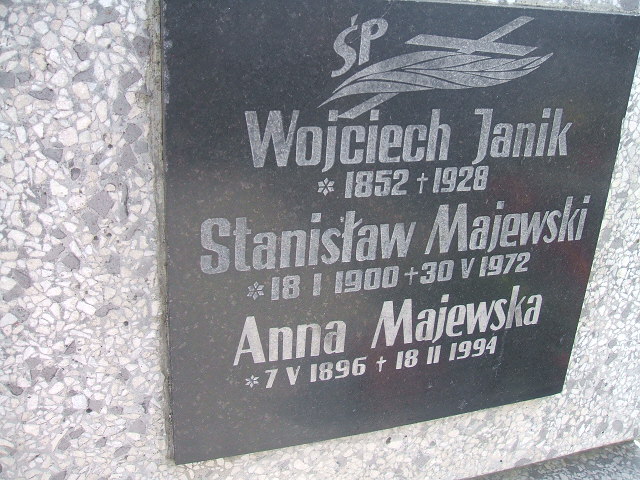 ŚP
Wojciech Janik
* 1852 + 1928
Stanisław Majewski
* 18 I 1900 + 30 V 1972
Anna Majewska
* 7 V 1896 + 18 II 1994